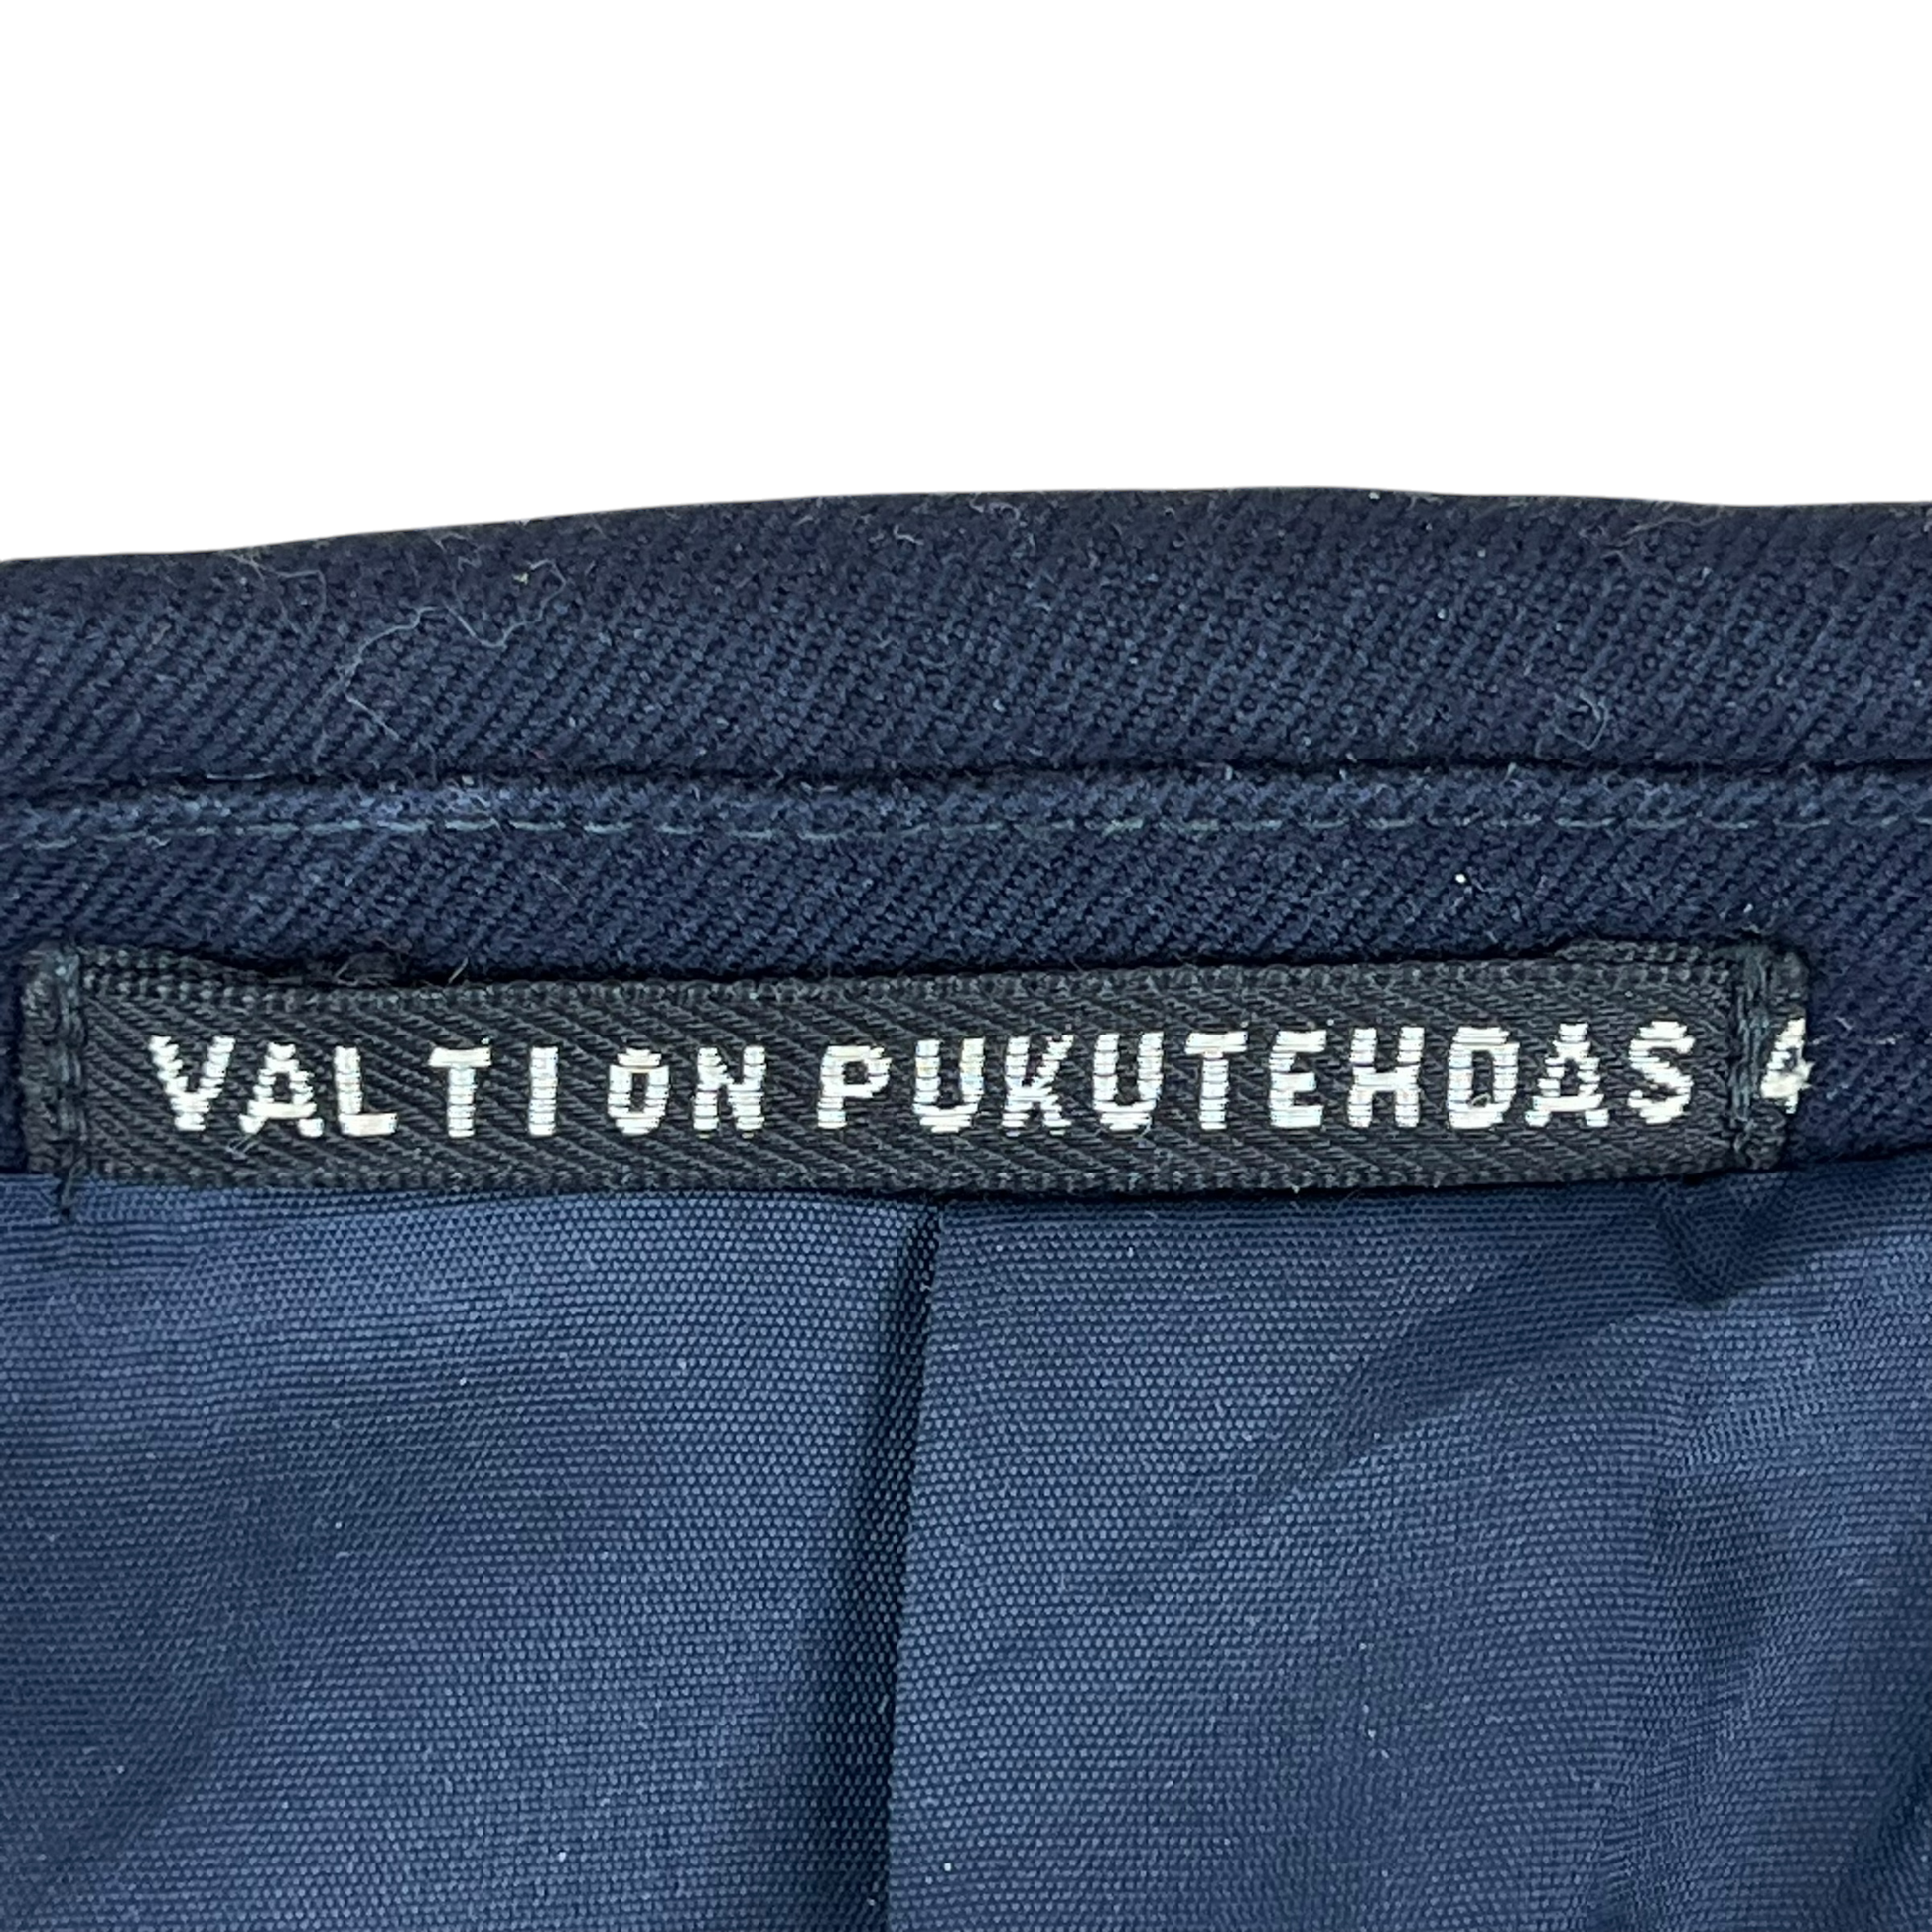 VALTION PUKUTEHDAS 4